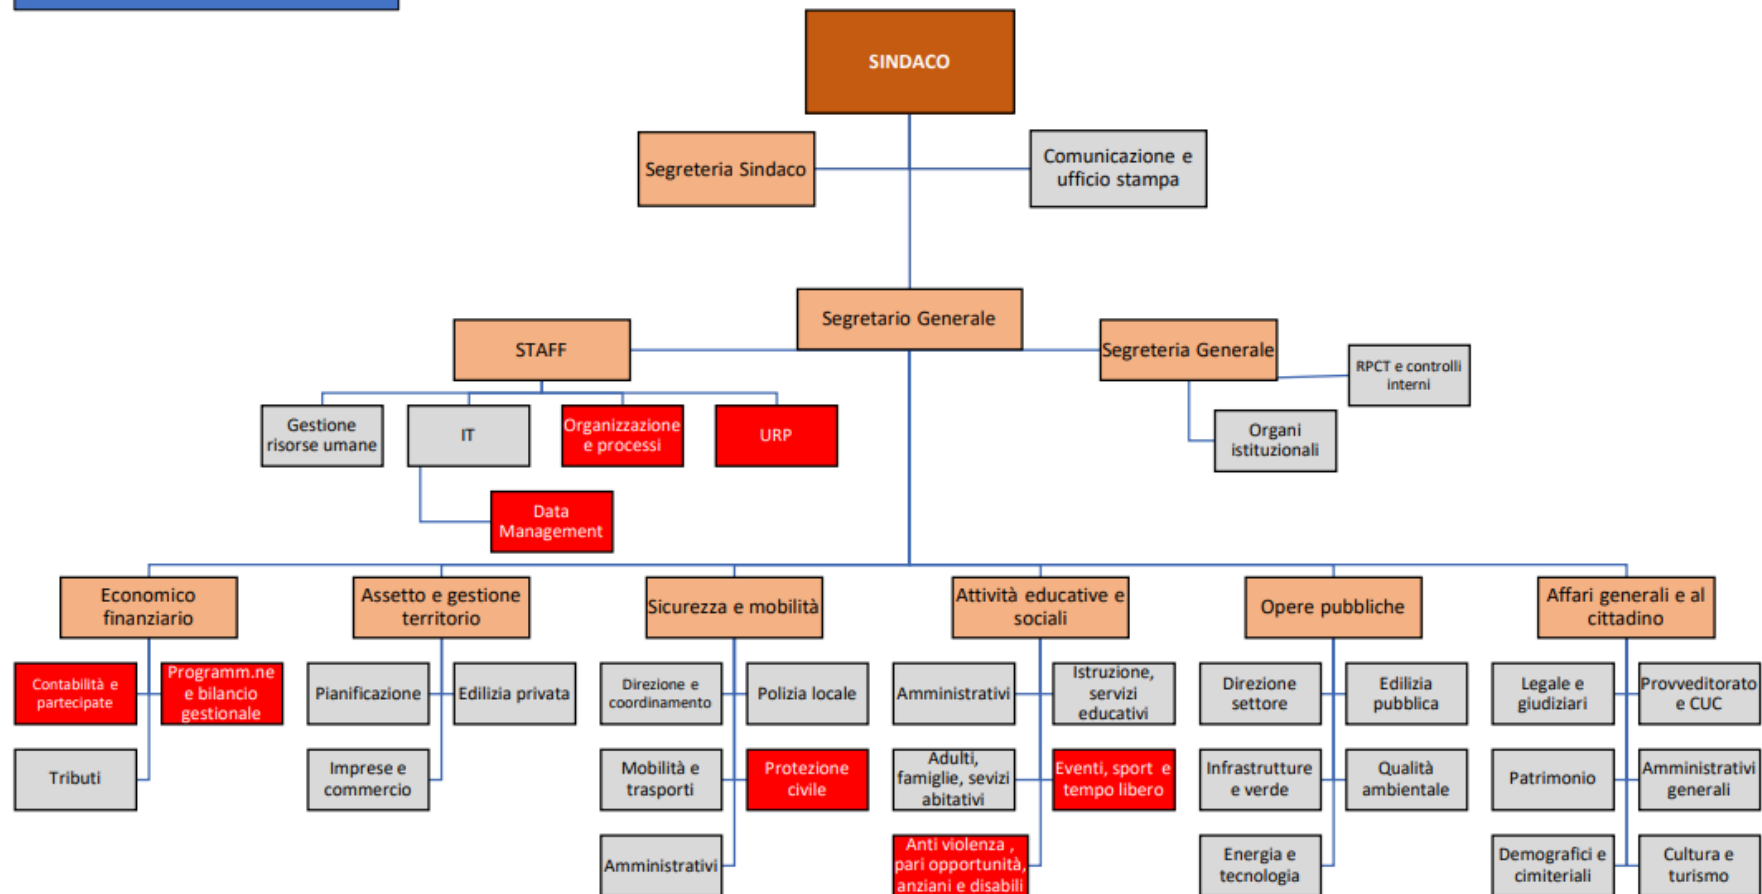 SINDACO
Segreteria Sindaco
Comunicazione e
ufficio stampa
Segretario Generale
STAFF
Segreteria Generale
RPCT e controlli
interni
Gestione
risorse umane
IT
Organizzazione
e processi
URP
Organi
istituzionali
Data
Management
Economico
finanziario
Assetto e gestione
territorio
Sicurezza e mobilità
Attività educative e
sociali
Opere pubbliche
Affari generali e al
cittadino
Contabilità e
partecipate
Programm.ne
e bilancio
gestionale
Pianificazione
Edilizia privata
Direzione e
coordinamento
Polizia locale
Amministrativi
Istruzione,
servizi
educativi
Direzione
settore
Edilizia
pubblica
Legale e
giudiziari
Provveditorato
e CUC
Tributi
Imprese e
commercio
Mobilità e
trasporti
Protezione
civile
Adulti,
famiglie, sevizi
abitativi
Eventi, sport e
tempo libero
Infrastrutture
e verde
Qualità
ambientale
Patrimonio
Amministrativi
generali
Amministrativi
Anti violenza ,
pari opportunità,
anziani e disabili
Energia e
tecnologia
Demografici e
cimiteriali
Cultura e
turismo